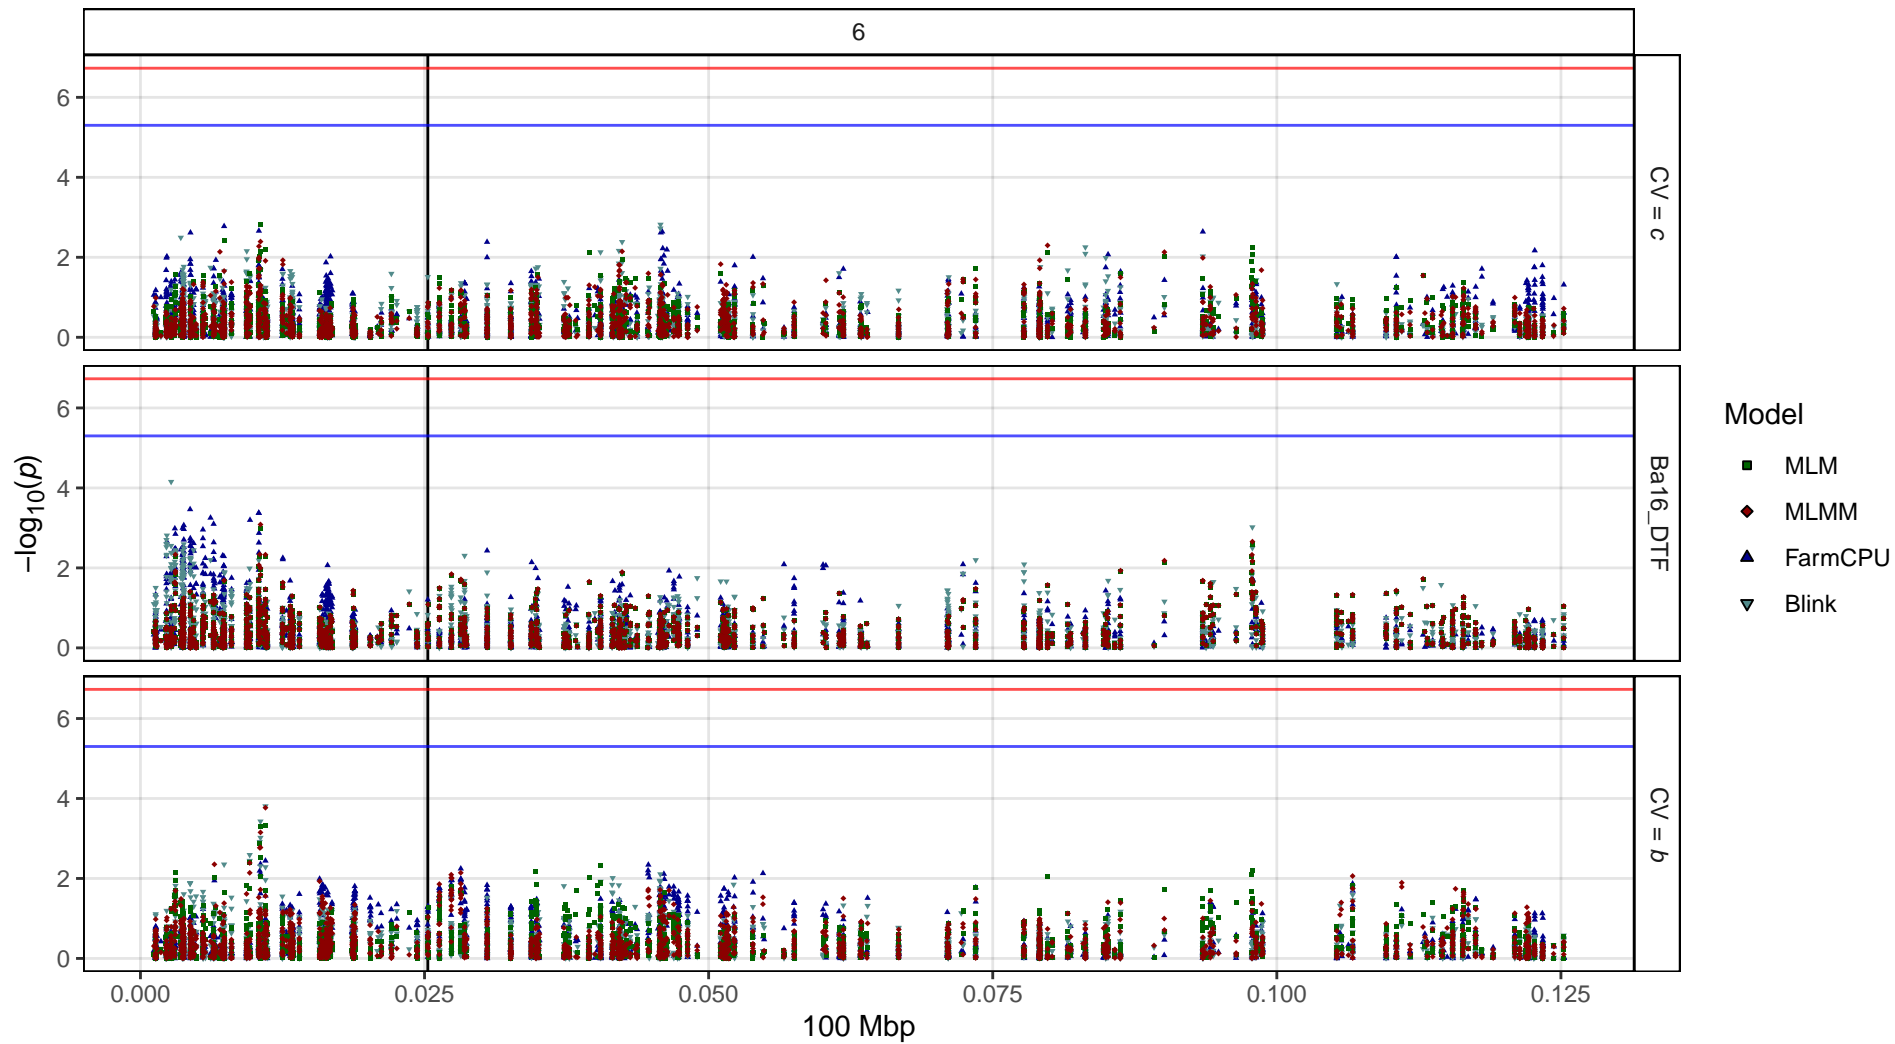 6
6
4
2
0
CV = c
6
4
2
0
Ba16_DTF
6
4
2
0
CV = b
−log10(p)
0.000 0.025 0.050 0.075 0.100 0.125
100 Mbp
Model
MLM
MLMM
FarmCPU
Blink